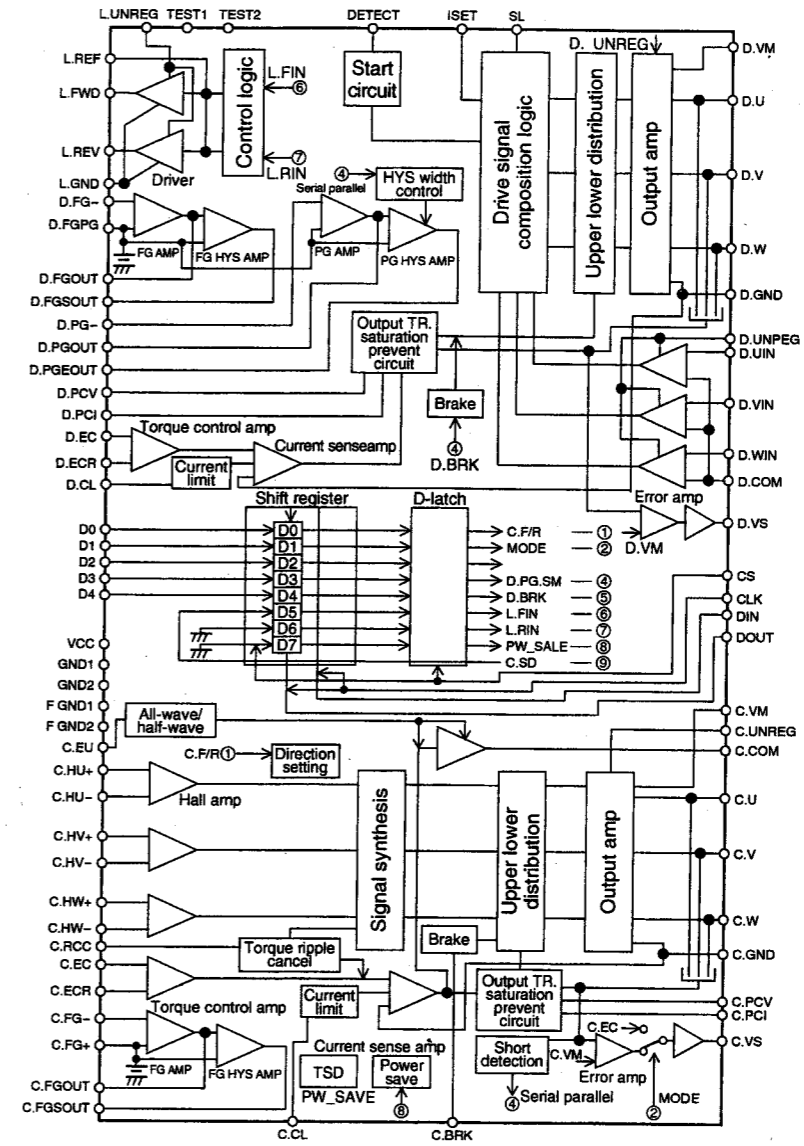 L.UNREG TEST1 TEST2 DETECT ISET SL
D. UNREG
L.REF
L.FWD
L.REV
L.GND
D.FG-
D.FGPG
D.FGOUT
D.FGSOUT
D.PG-
D.PGOUT
D.PGEOUT
D.PCV
D.PCI
D.EC
D.ECR
D.CL
D0
D1
D2
D3
D4
VCC
GND1
GND2
F GND1
F GND2
C.EU
C.HU+
C.HU-
C.HV+
C.HV-
C.HW+
C.HW-
C.RCC
C.EC
C.ECR
C.FG-
C.FG+
C.FGOUT
C.FGSOUT
Control logic
L.FIN
⑥
⑦
L.RIN
Driver
Start
circuit
Drive signal
composition logic
Upper lower distribution
Output amp
④
HYS width
control
Serial parallel
FG AMP
FG HYS AMP
PG AMP
PG HYS AMP
Output TR.
saturation
prevent
circuit
Brake
④
D.BRK
Torque control amp
Current
limit
Current senseamp
Error amp
D.VM
Shift register
D-latch
D0
D1
D2
D3
D4
D5
D6
D7
C.F/R ①
MODE ②
D.PG.SM ④
D.BRK ⑤
L.FIN ⑥
L.RIN ⑦
PW_SALE ⑧
C.SD ⑨
All-wave/
half-wave
C.F/R①
Direction
setting
Hall amp
Signal synthesis
Upper lower
distribution
Output amp
Brake
Torque ripple
cancel
Torque control amp
Current
limit
Current sense amp
Output TR.
saturation
prevent
circuit
FG AMP
FG HYS AMP
TSD
PW_SAVE
Power
save
⑧
Short
detection
④ Serial parallel
C.EC
C.VM
Error amp
② MODE
D.VM
D.U
D.V
D.W
D.GND
D.UNPEG
D.UIN
D.VIN
D.WIN
D.COM
D.VS
CS
CLK
DIN
DOUT
C.VM
C.UNREG
C.COM
C.U
C.V
C.W
C.GND
C.PCV
C.PCI
C.VS
C.CL C.BRK